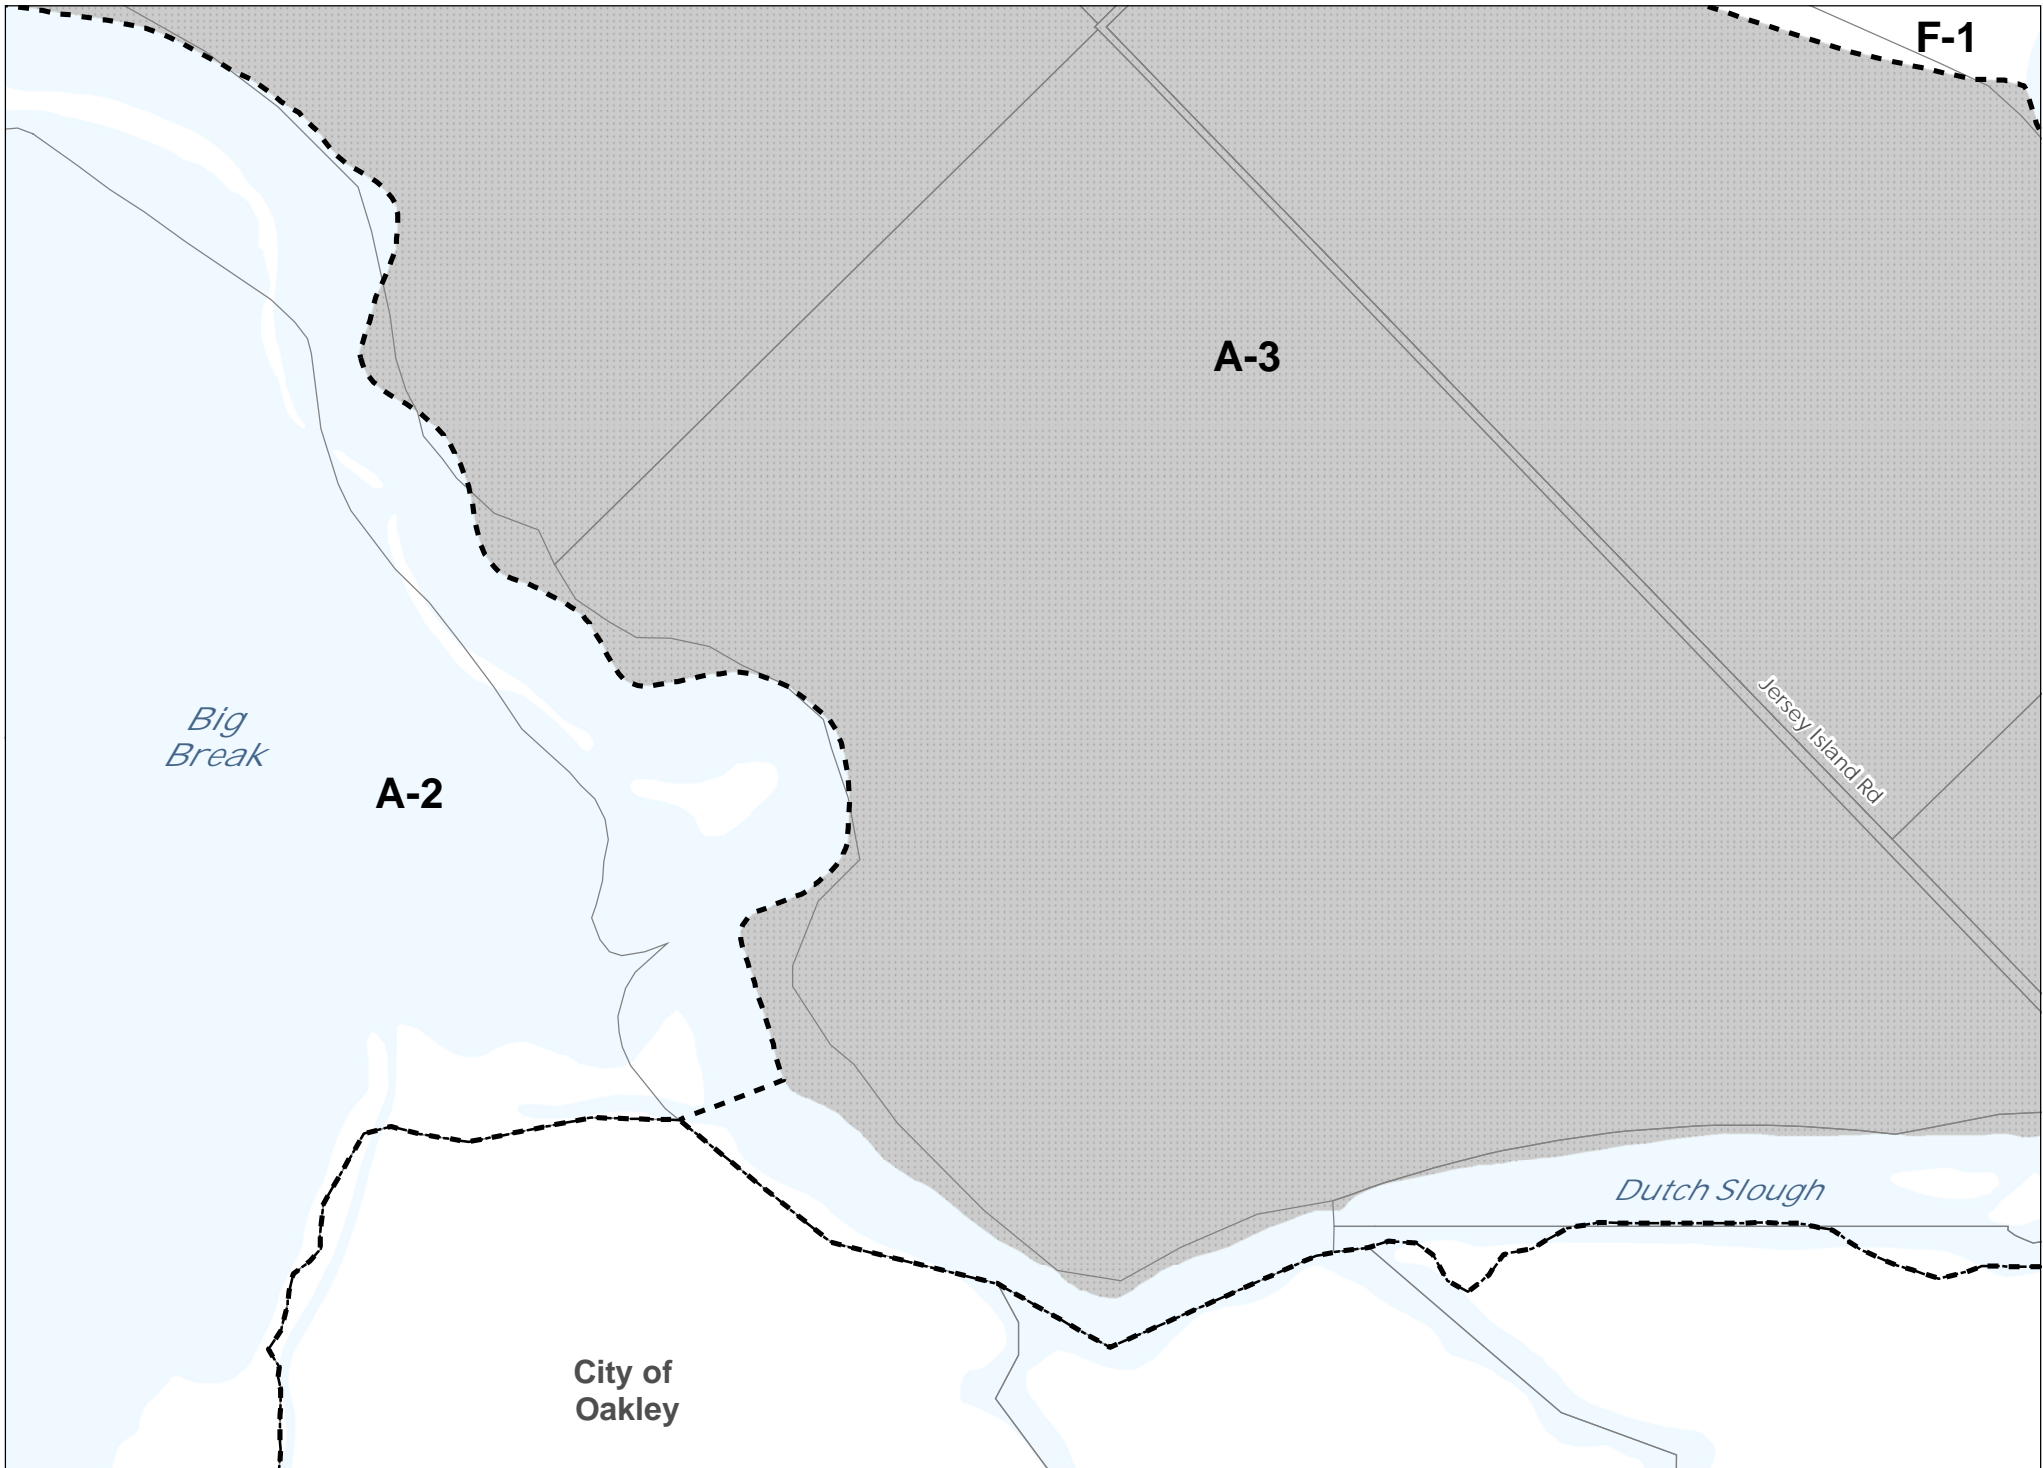 F-1
A-3
Jersey Island Rd
Big
Break
A-2
Dutch Slough
City of
Oakley